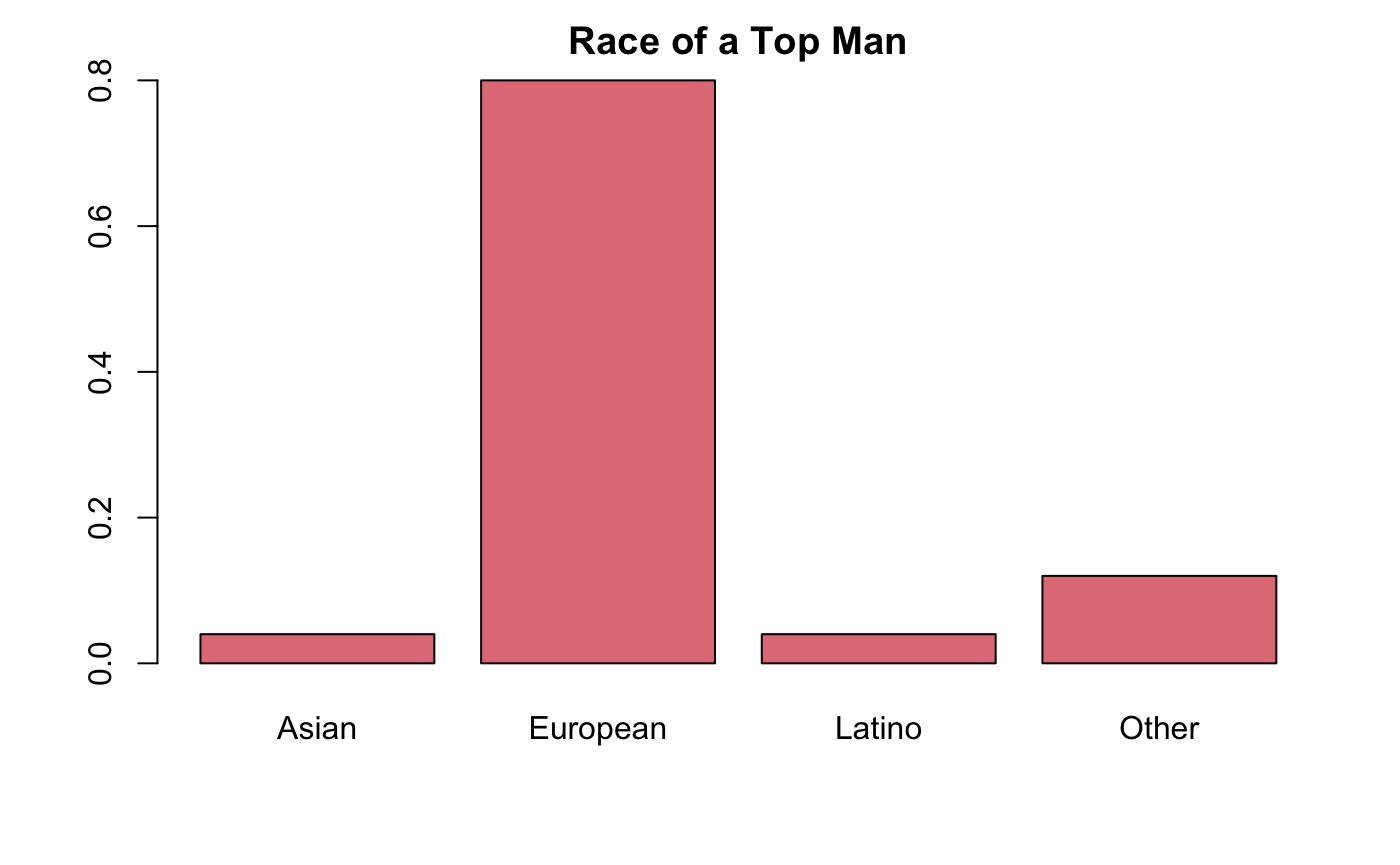 Race of a Top Man
0.8
0.6
0.4
0.2
0.0
Asian
European
Latino
Other